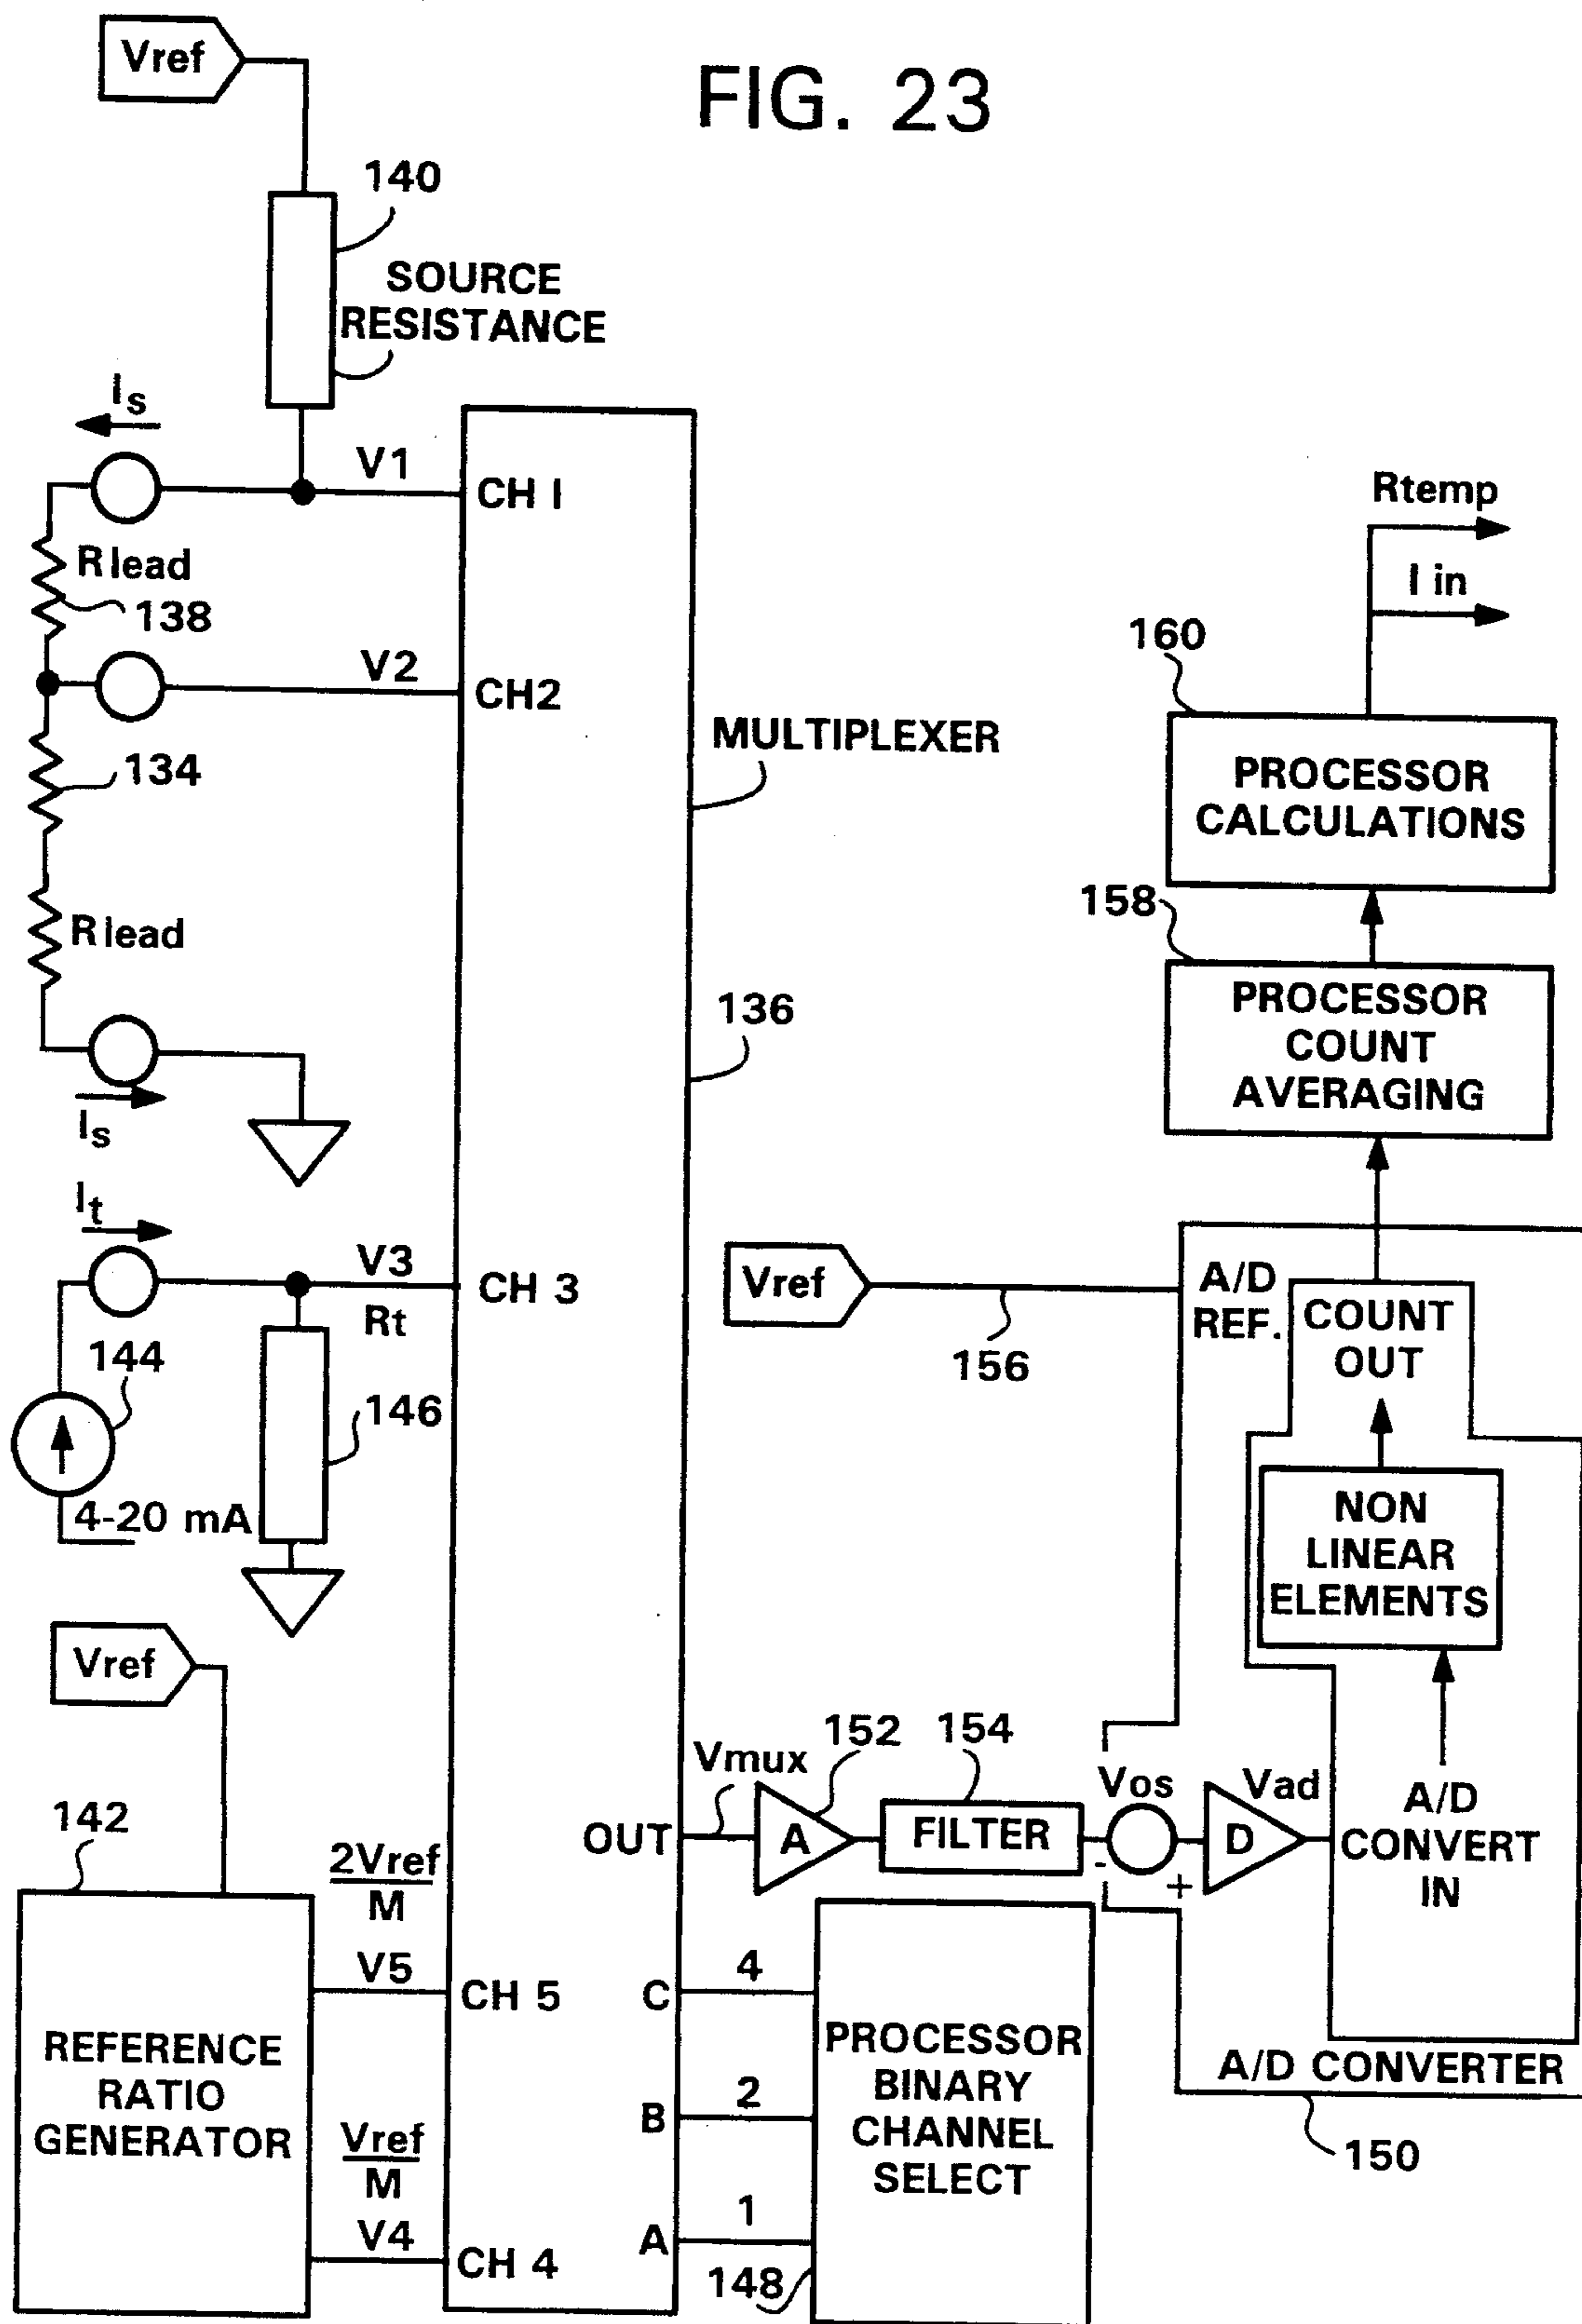 FIG. 23
Vref
140
SOURCE
RESISTANCE
Is
V1
CH 1
R lead
138
V2
CH2
134
MULTIPLEXER
R lead
136
Is
It
V3
CH 3
Rt
144
146
4-20 mA
Vref
142
2Vref
M
V5
CH 5
REFERENCE
RATIO
GENERATOR
Vref
M
V4
CH 4
OUT
Vmux
152
A
154
FILTER
Vos
-
+
D
Vad
C
4
B
2
A
1
148
PROCESSOR
BINARY
CHANNEL
SELECT
Rtemp
I in
160
PROCESSOR
CALCULATIONS
158
PROCESSOR
COUNT
AVERAGING
Vref
156
A/D
REF.
COUNT
OUT
NON
LINEAR
ELEMENTS
A/D
CONVERT
IN
A/D CONVERTER
150